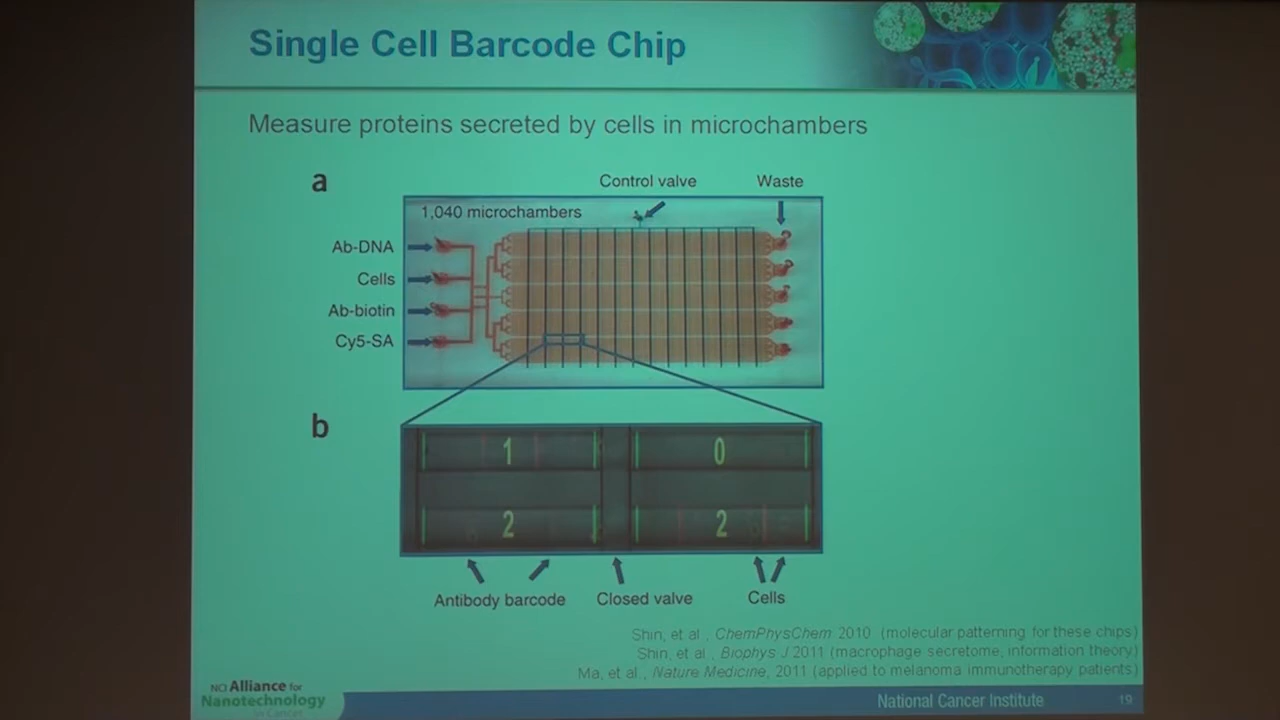 Single Cell Barcode Chip
Measure proteins secreted by cells in microchambers
a
Control valve
Waste
1,040 microchambers
Ab-DNA
Cells
Ab-biotin
Cy5-SA
b
1
0
2
2
Antibody barcode
Closed valve
Cells
Shin, et al., ChemPhysChem 2010 (molecular patterning for these chips)
Shin, et al., Biophys J 2011 (macrophage secretome, information theory)
Ma, et al., Nature Medicine, 2011 (applied to melanoma immunotherapy patients)
NCI Alliance for
Nanotechnology
in Cancer
National Cancer Institute
19